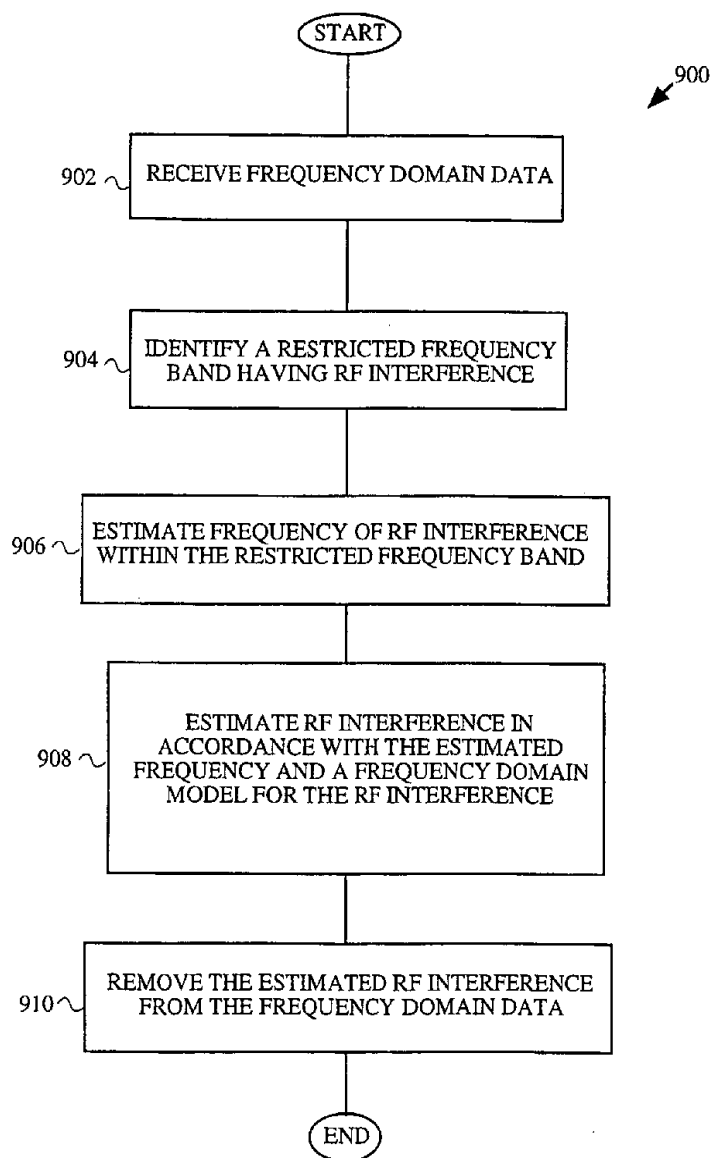 START
900
902
RECEIVE FREQUENCY DOMAIN DATA
904
IDENTIFY A RESTRICTED FREQUENCY
BAND HAVING RF INTERFERENCE
906
ESTIMATE FREQUENCY OF RF INTERFERENCE
WITHIN THE RESTRICTED FREQUENCY BAND
908
ESTIMATE RF INTERFERENCE IN
ACCORDANCE WITH THE ESTIMATED
FREQUENCY AND A FREQUENCY DOMAIN
MODEL FOR THE RF INTERFERENCE
910
REMOVE THE ESTIMATED RF INTERFERENCE
FROM THE FREQUENCY DOMAIN DATA
END